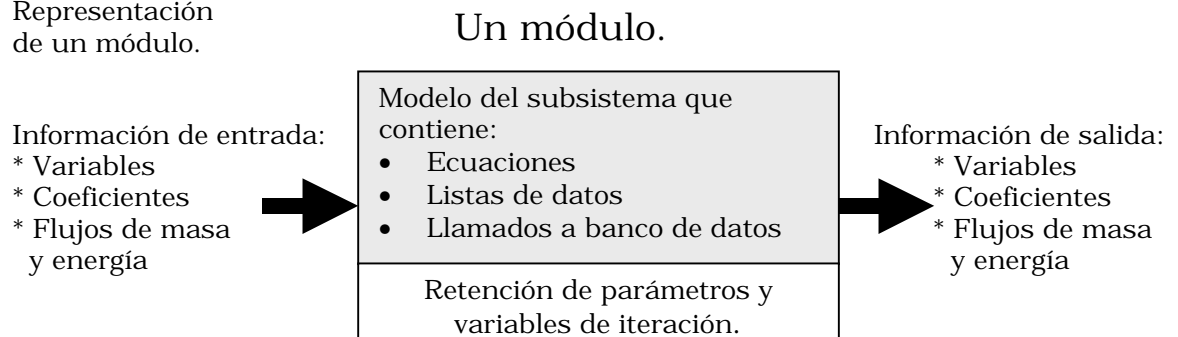 Representación
de un módulo.
Un módulo.
Información de entrada:
* Variables
* Coeficientes
* Flujos de masa
y energía
Modelo del subsistema que
contiene:
• Ecuaciones
• Listas de datos
• Llamados a banco de datos
Retención de parámetros y
variables de iteración.
Información de salida:
* Variables
* Coeficientes
* Flujos de masa
y energía